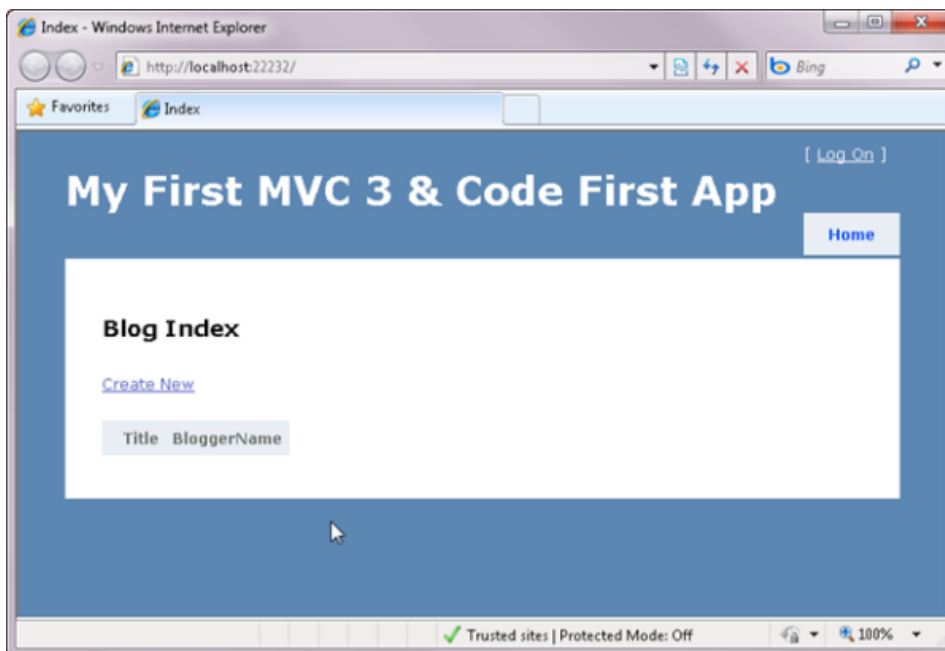 Index - Windows Internet Explorer
http://localhost:22232/
Bing
Favorites
Index
[ Log On ]
My First MVC 3 & Code First App
Home
Blog Index
Create New
Title BloggerName
Trusted sites | Protected Mode: Off
100%